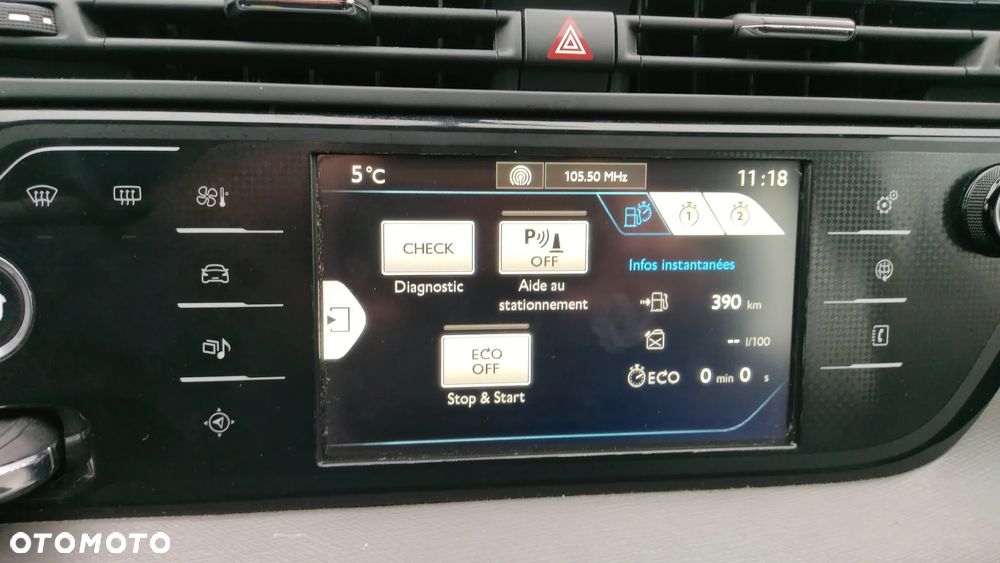 5 °C
105.50 MHz
11:18
1
2
CHECK
Diagnostic
P
OFF
Aide au
stationnement
ECO
OFF
Stop & Start
Infos instantanées
390 km
-- l/100
ECO 0 min 0 s
OTOMOTO